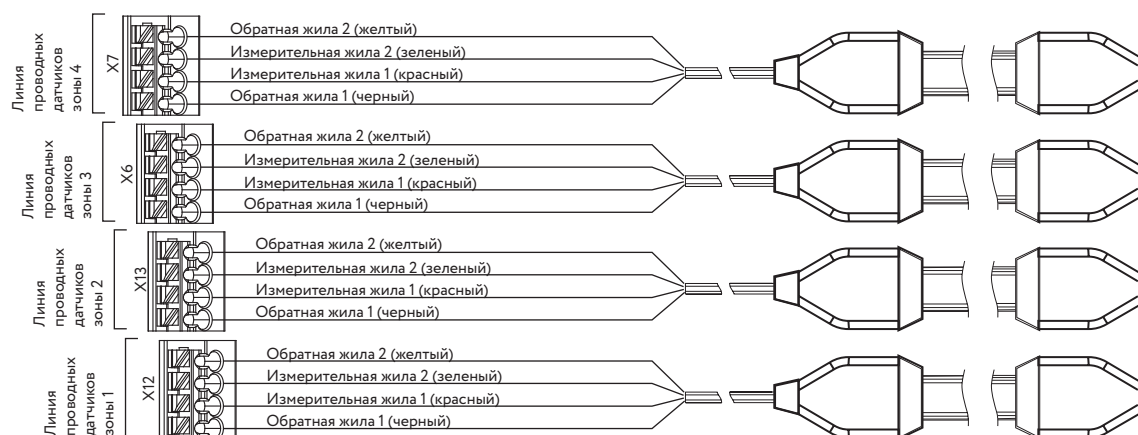 Линия
проводных
датчиков
зоны 4
X7
Обратная жила 2 (желтый)
Измерительная жила 2 (зеленый)
Измерительная жила 1 (красный)
Обратная жила 1 (черный)
Линия
проводных
датчиков
зоны 3
X6
Обратная жила 2 (желтый)
Измерительная жила 2 (зеленый)
Измерительная жила 1 (красный)
Обратная жила 1 (черный)
Линия
проводных
датчиков
зоны 2
X13
Обратная жила 2 (желтый)
Измерительная жила 2 (зеленый)
Измерительная жила 1 (красный)
Обратная жила 1 (черный)
Линия
проводных
датчиков
зоны 1
X12
Обратная жила 2 (желтый)
Измерительная жила 2 (зеленый)
Измерительная жила 1 (красный)
Обратная жила 1 (черный)